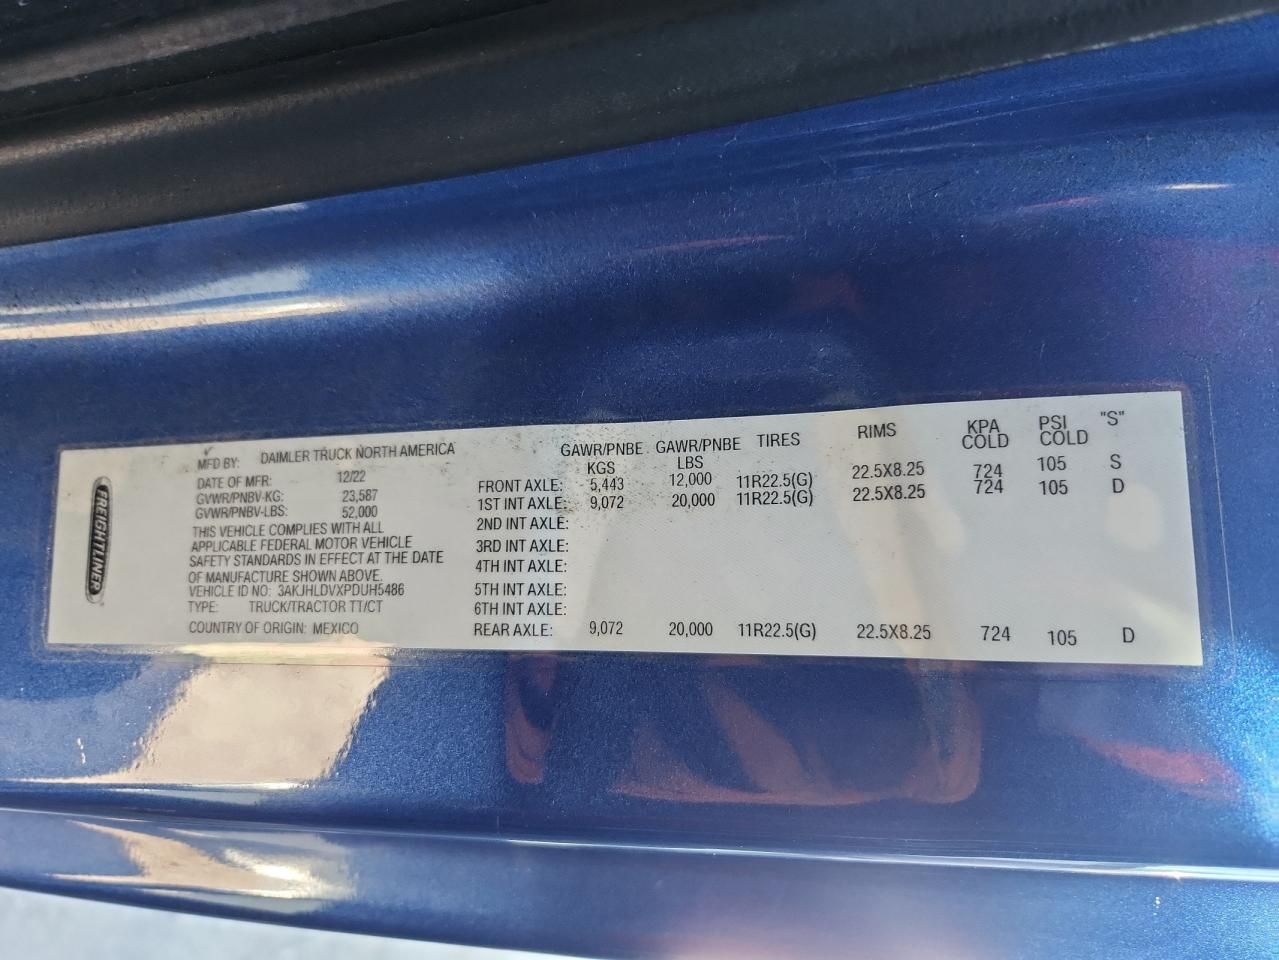 FREIGHTLINER
MFD BY: DAIMLER TRUCK NORTH AMERICA
DATE OF MFR: 12/22
GVWR/PNBV-KG: 23,587
GVWR/PNBV-LBS: 52,000
THIS VEHICLE COMPLIES WITH ALL
APPLICABLE FEDERAL MOTOR VEHICLE
SAFETY STANDARDS IN EFFECT AT THE DATE
OF MANUFACTURE SHOWN ABOVE.
VEHICLE ID NO: 3AKJHLDVXPDUH5486
TYPE: TRUCK/TRACTOR TT/CT
COUNTRY OF ORIGIN: MEXICO
GAWR/PNBE GAWR/PNBE TIRES RIMS KPA PSI "S"
KGS LBS COLD COLD
FRONT AXLE: 5,443 12,000 11R22.5(G) 22.5X8.25 724 105 S
1ST INT AXLE: 9,072 20,000 11R22.5(G) 22.5X8.25 724 105 D
2ND INT AXLE:
3RD INT AXLE:
4TH INT AXLE:
5TH INT AXLE:
6TH INT AXLE:
REAR AXLE: 9,072 20,000 11R22.5(G) 22.5X8.25 724 105 D